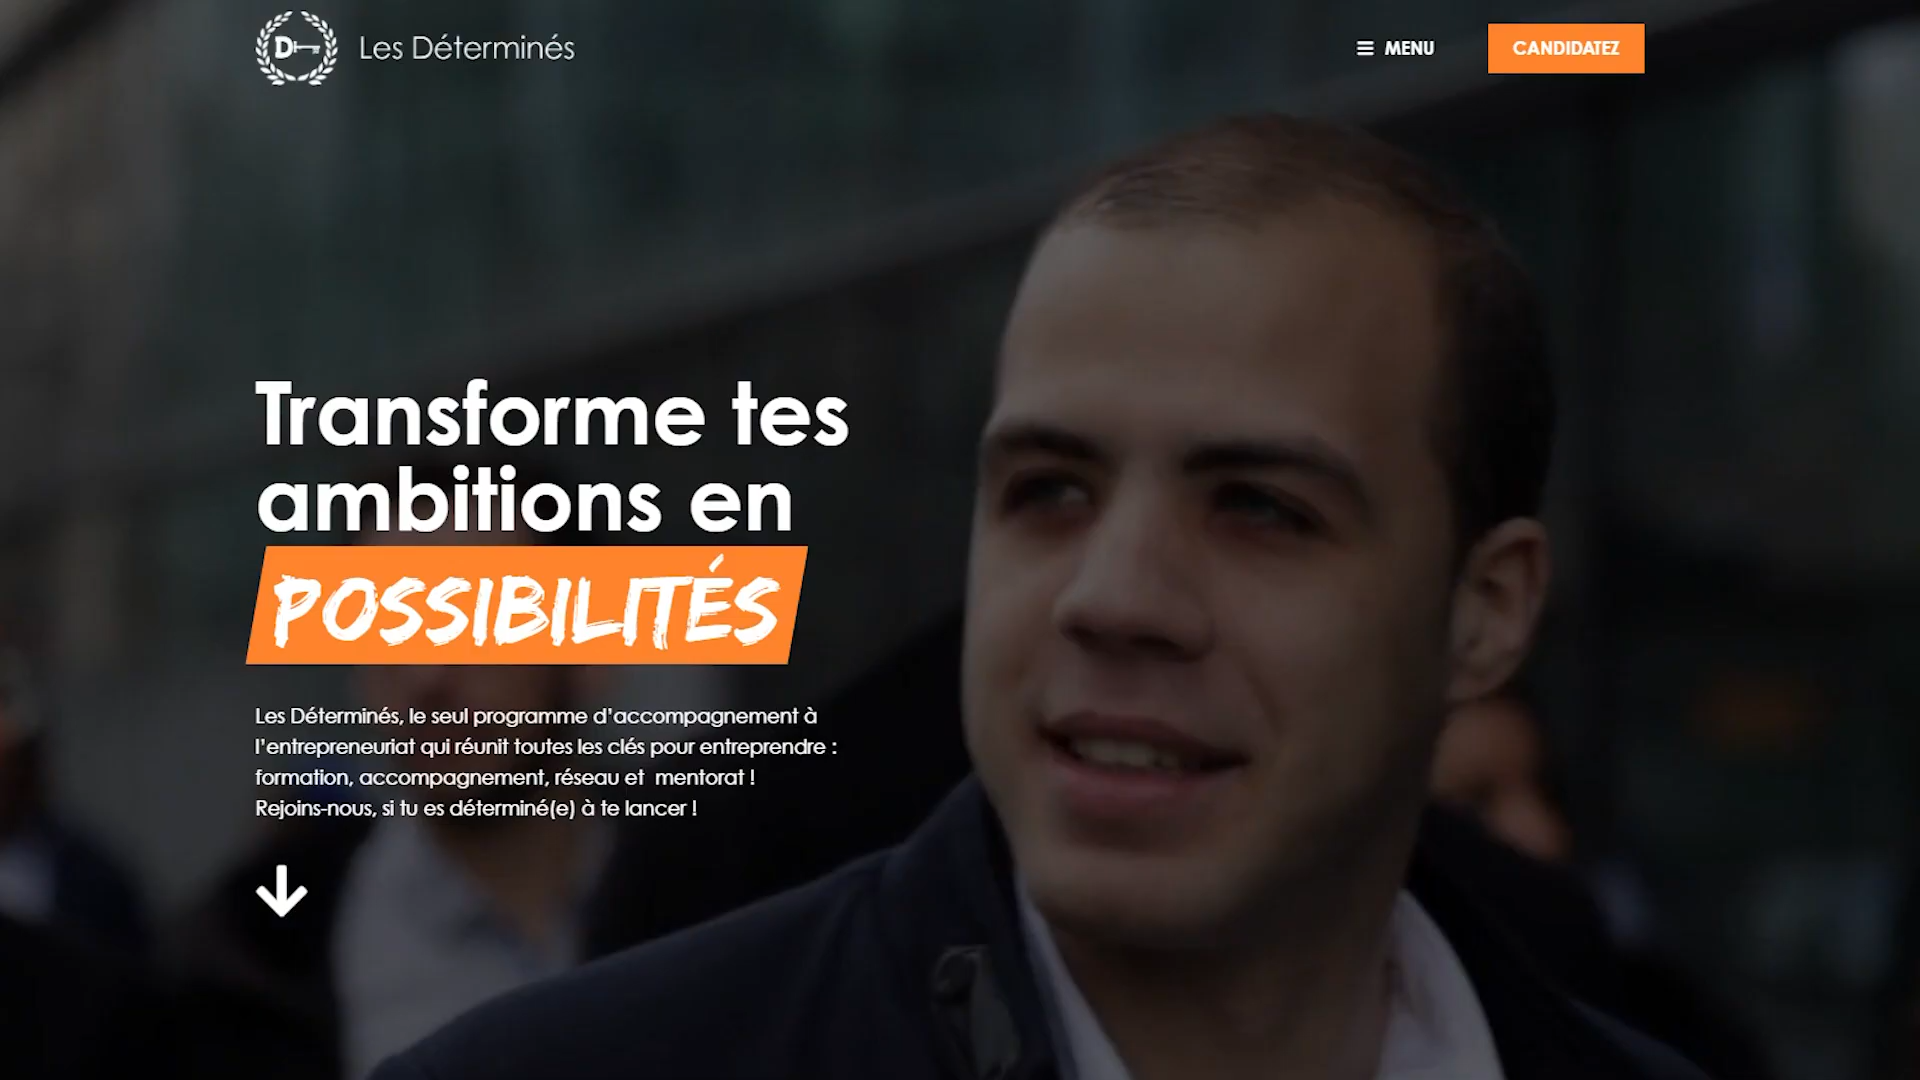 D
Les Déterminés
MENU
CANDIDATEZ
Transforme tes
ambitions en
POSSIBILITÉS
Les Déterminés, le seul programme d'accompagnement à
l'entrepreneuriat qui réunit toutes les clés pour entreprendre :
formation, accompagnement, réseau et  mentorat !
Rejoins-nous, si tu es déterminé(e) à te lancer !